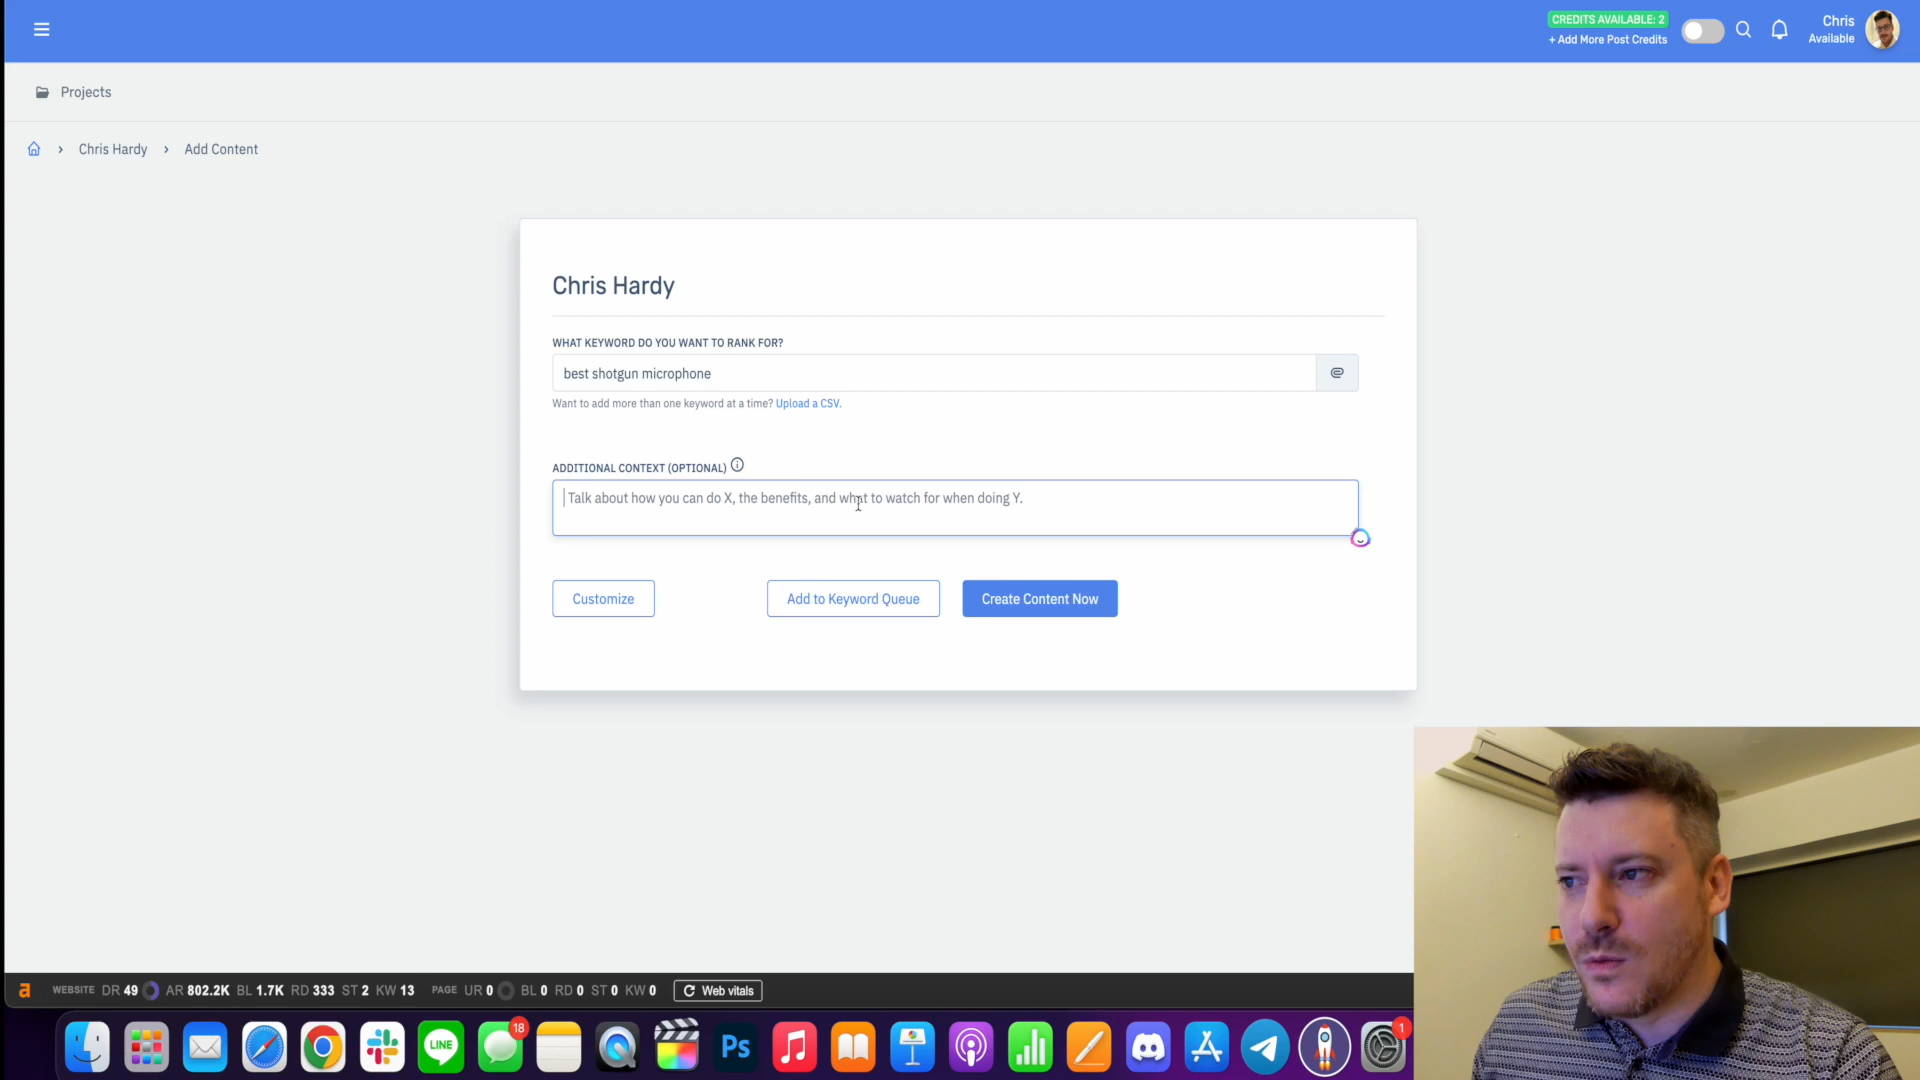 CREDITS AVAILABLE: 2
+ Add More Post Credits
Chris
Available
Projects
Chris Hardy
Add Content
Chris Hardy
WHAT KEYWORD DO YOU WANT TO RANK FOR?
best shotgun microphone
Want to add more than one keyword at a time? Upload a CSV.
ADDITIONAL CONTEXT (OPTIONAL)
Talk about how you can do X, the benefits, and what to watch for when doing Y.
Customize
Add to Keyword Queue
Create Content Now
a WEBSITE DR 49 AR 802.2K BL 1.7K RD 333 ST 2 KW 13 PAGE UR 0 BL 0 RD 0 ST 0 KW 0 Web vitals
LINE
18
Ps
1